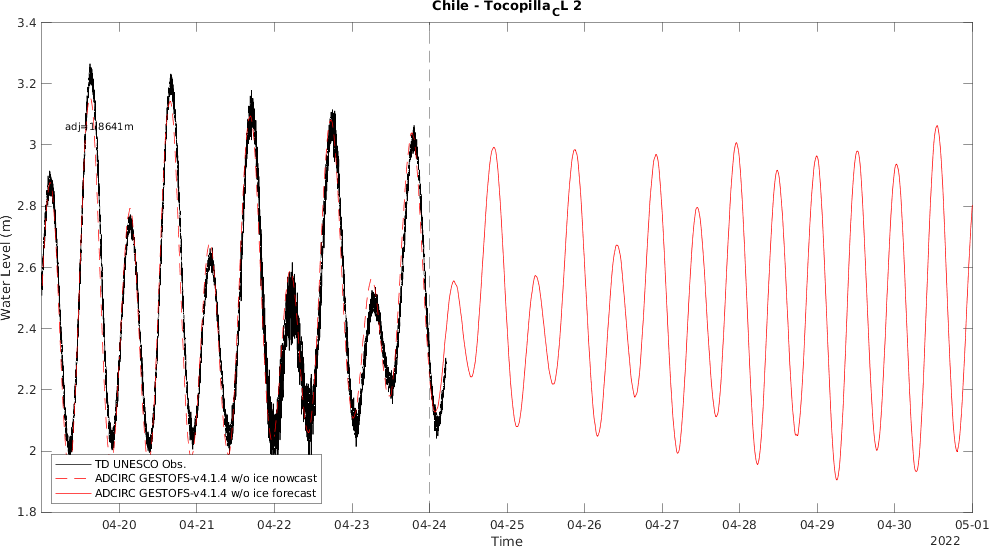 Chile - Tocopilla_CL 2
3.4
3.2
3
2.8
2.6
2.4
2.2
2
1.8
Water Level (m)
adj=1.8641m
TD UNESCO Obs.
ADCIRC GESTOFS-v4.1.4 w/o ice nowcast
ADCIRC GESTOFS-v4.1.4 w/o ice forecast
04-20 04-21 04-22 04-23 04-24 04-25 04-26 04-27 04-28 04-29 04-30 05-01
Time
2022